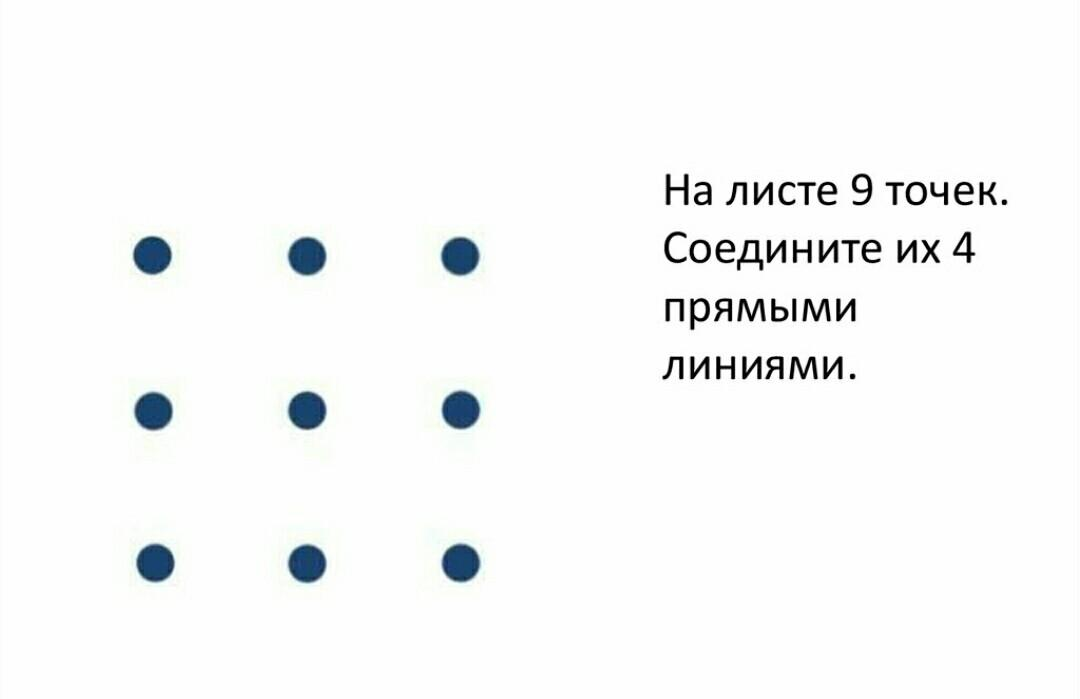 На листе 9 точек.
Соедините их 4
прямыми
линиями.